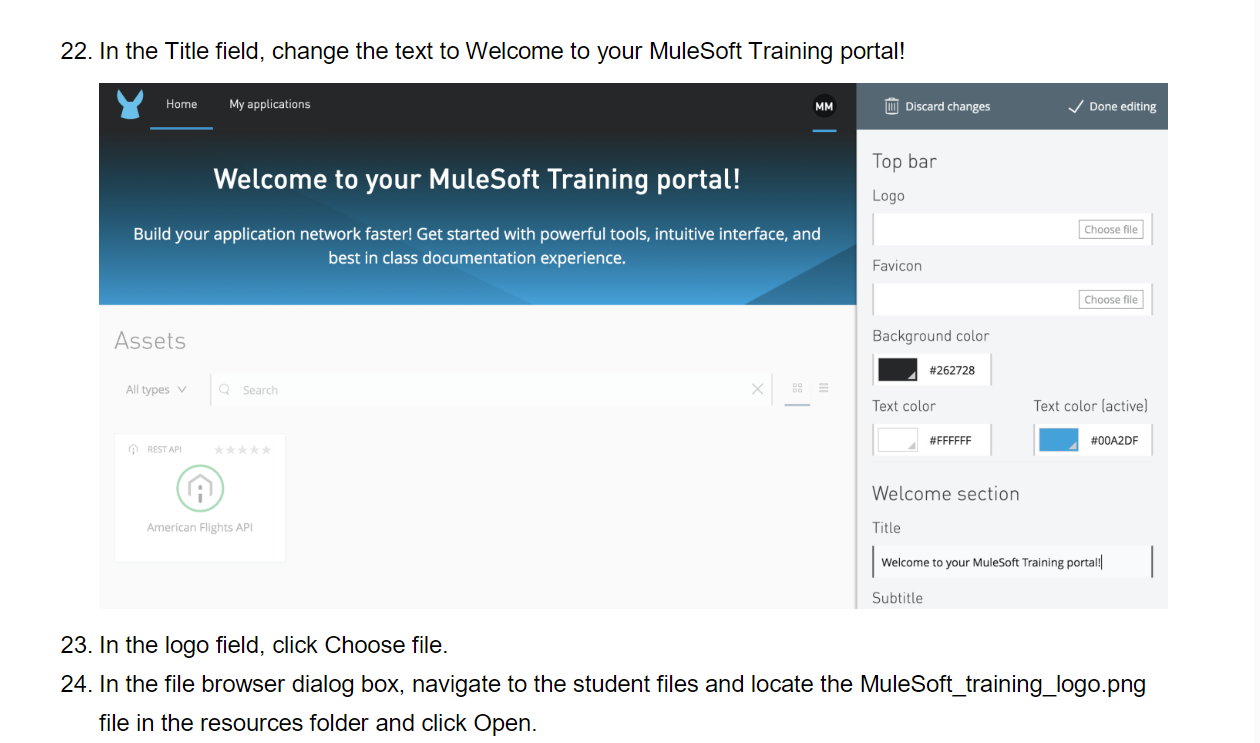 22. In the Title field, change the text to Welcome to your MuleSoft Training portal!
Home My applications MM Discard changes Done editing
Welcome to your MuleSoft Training portal!
Build your application network faster! Get started with powerful tools, intuitive interface, and
best in class documentation experience.
Top bar
Logo
Choose file
Favicon
Choose file
Background color
#262728
Text color Text color (active)
#FFFFFF #00A2DF
Welcome section
Title
Welcome to your MuleSoft Training portal!
Subtitle
Assets
All types Search
REST API
American Flights API
23. In the logo field, click Choose file.
24. In the file browser dialog box, navigate to the student files and locate the MuleSoft_training_logo.png
file in the resources folder and click Open.